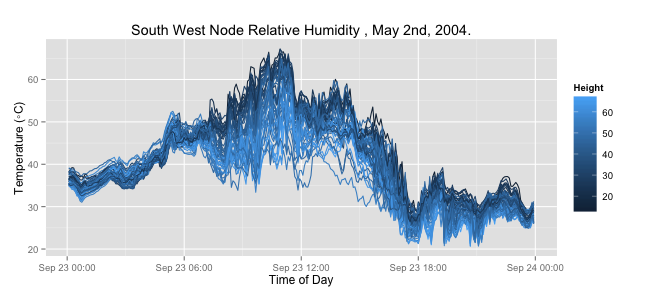 South West Node Relative Humidity , May 2nd, 2004.
Temperature (◦C)
60
50
40
30
20
Sep 23 00:00 Sep 23 06:00 Sep 23 12:00 Sep 23 18:00 Sep 24 00:00
Time of Day
Height
60
50
40
30
20